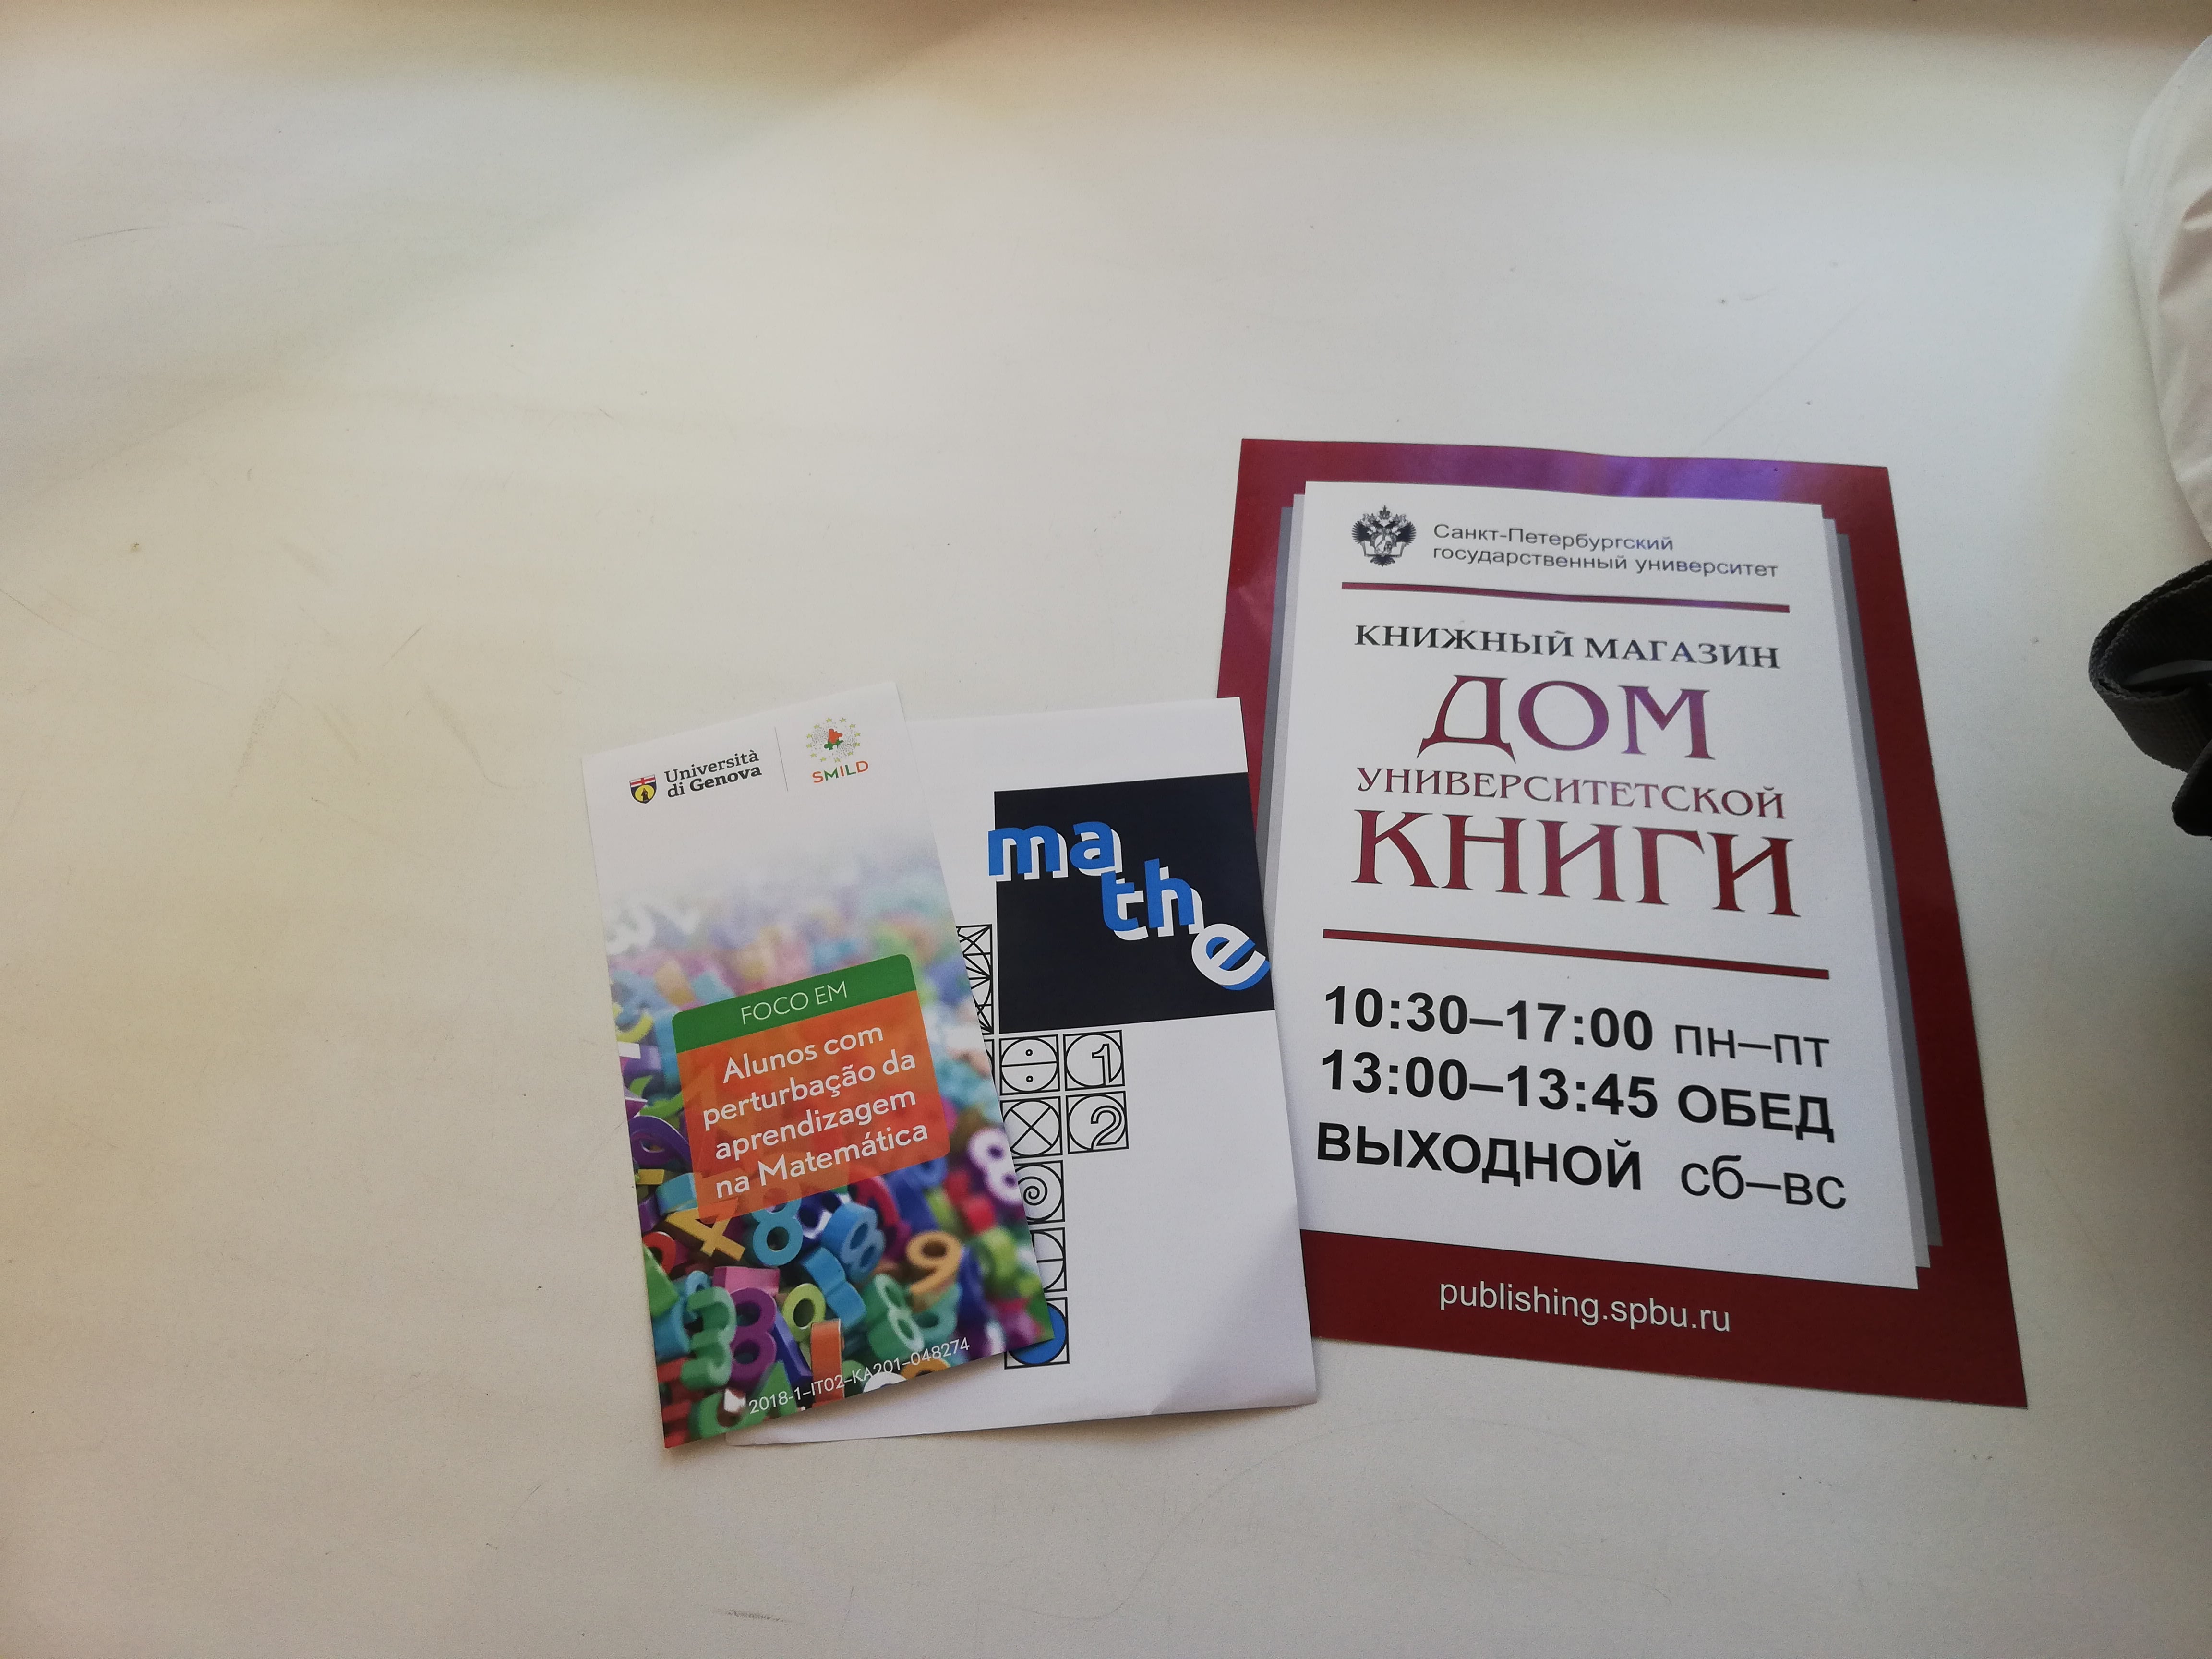 Università
di Genova
SMILD
FOCO EM
Alunos com
perturbação da
aprendizagem
na Matemática
2018-1-IT02-KA201-048274
ma
th
e
1
2
Санкт-Петербургский
государственный университет
КНИЖНЫЙ МАГАЗИН
ДОМ
УНИВЕРСИТЕТСКОЙ
КНИГИ
10:30–17:00 пн–пт
13:00–13:45 ОБЕД
ВЫХОДНОЙ сб–вс
publishing.spbu.ru